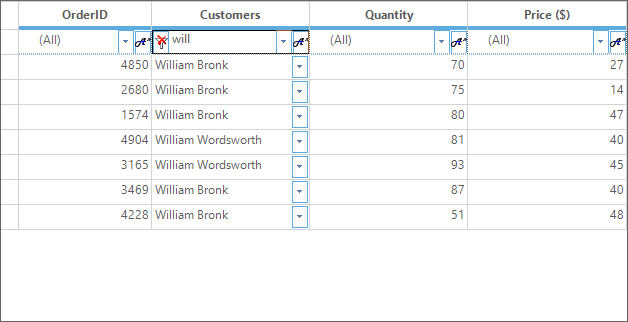 OrderID Customers Quantity Price ($)
(All) will (All) (All)
4850 William Bronk 70 27
2680 William Bronk 75 14
1574 William Bronk 80 47
4904 William Wordsworth 81 40
3165 William Wordsworth 93 45
3469 William Bronk 87 40
4228 William Bronk 51 48